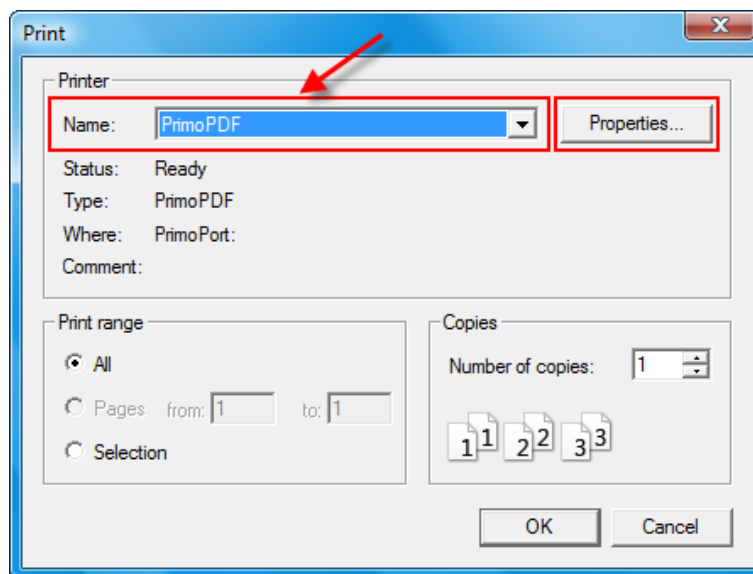 Print
Printer
Name: PrimoPDF Properties...
Status: Ready
Type: PrimoPDF
Where: PrimoPort:
Comment:
Print range
All
Pages from: 1 to: 1
Selection
Copies
Number of copies: 1
1 1 2 2 3 3
OK Cancel